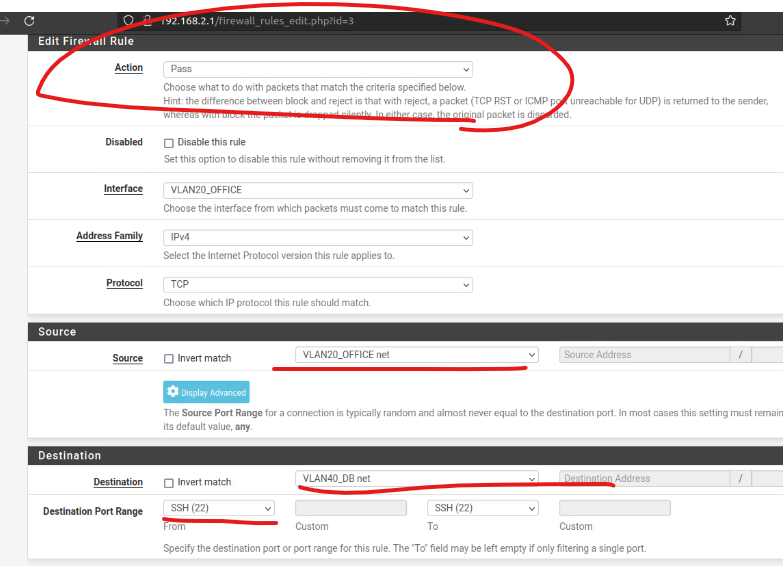 192.168.2.1/firewall_rules_edit.php?id=3
Edit Firewall Rule
Action
Pass
Choose what to do with packets that match the criteria specified below.
Hint: the difference between block and reject is that with reject, a packet (TCP RST or ICMP port unreachable for UDP) is returned to the sender,
whereas with block the packet is dropped silently. In either case, the original packet is discarded.
Disabled
Disable this rule
Set this option to disable this rule without removing it from the list.
Interface
VLAN20_OFFICE
Choose the interface from which packets must come to match this rule.
Address Family
IPv4
Select the Internet Protocol version this rule applies to.
Protocol
TCP
Choose which IP protocol this rule should match.
Source
Source
Invert match
VLAN20_OFFICE net
Source Address
/
Display Advanced
The Source Port Range for a connection is typically random and almost never equal to the destination port. In most cases this setting must remain
its default value, any.
Destination
Destination
Invert match
VLAN40_DB net
Destination Address
/
Destination Port Range
SSH (22)
SSH (22)
From
Custom
To
Custom
Specify the destination port or port range for this rule. The "To" field may be left empty if only filtering a single port.